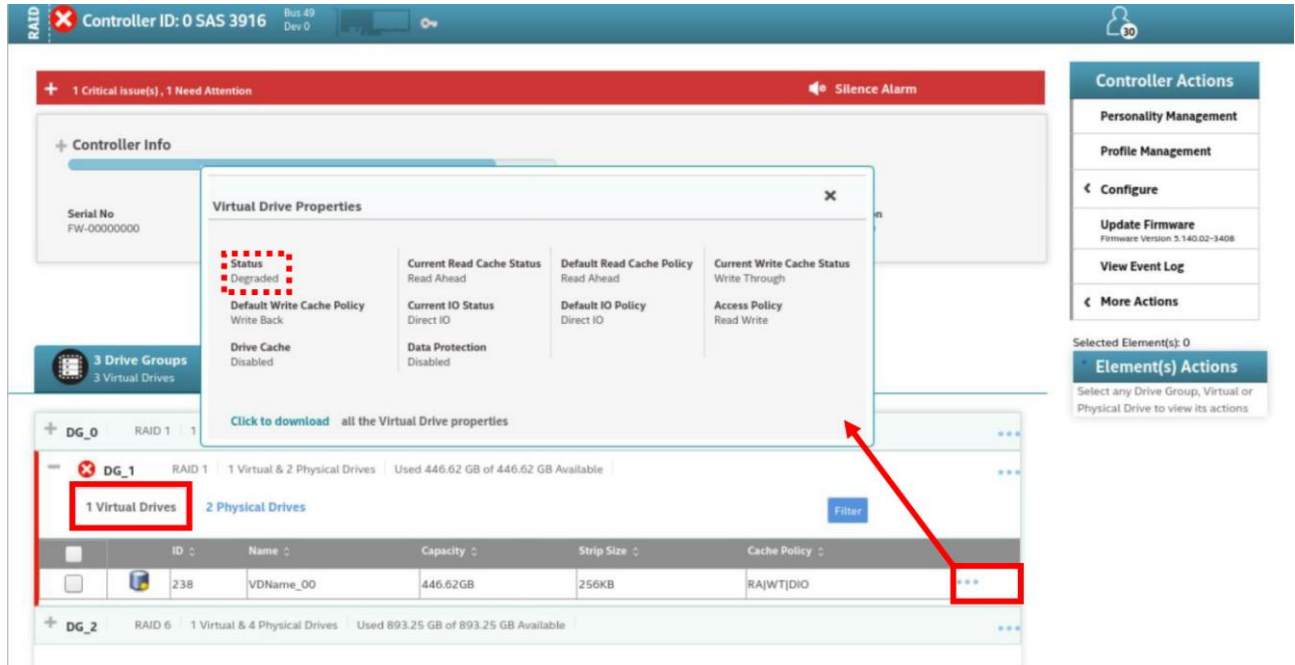 RAID
Controller ID: 0 SAS 3916
Bus 49
Dev 0
30
1 Critical issue(s) , 1 Need Attention
Silence Alarm
Controller Info
Serial No
FW-00000000
Virtual Drive Properties
Status
Degraded
Current Read Cache Status
Read Ahead
Default Read Cache Policy
Read Ahead
Current Write Cache Status
Write Through
Default Write Cache Policy
Write Back
Current IO Status
Direct IO
Default IO Policy
Direct IO
Access Policy
Read Write
Drive Cache
Disabled
Data Protection
Disabled
Click to download all the Virtual Drive properties
3 Drive Groups
3 Virtual Drives
DG_0 RAID 1 1
DG_1 RAID 1 1 Virtual & 2 Physical Drives Used 446.62 GB of 446.62 GB Available
1 Virtual Drives 2 Physical Drives Filter
ID Name Capacity Strip Size Cache Policy
238 VDName_00 446.62GB 256KB RA|WT|DIO
DG_2 RAID 6 1 Virtual & 4 Physical Drives Used 893.25 GB of 893.25 GB Available
Controller Actions
Personality Management
Profile Management
Configure
Update Firmware
Firmware Version 5.140.02-3408
View Event Log
More Actions
Selected Element(s): 0
Element(s) Actions
Select any Drive Group, Virtual or
Physical Drive to view its actions